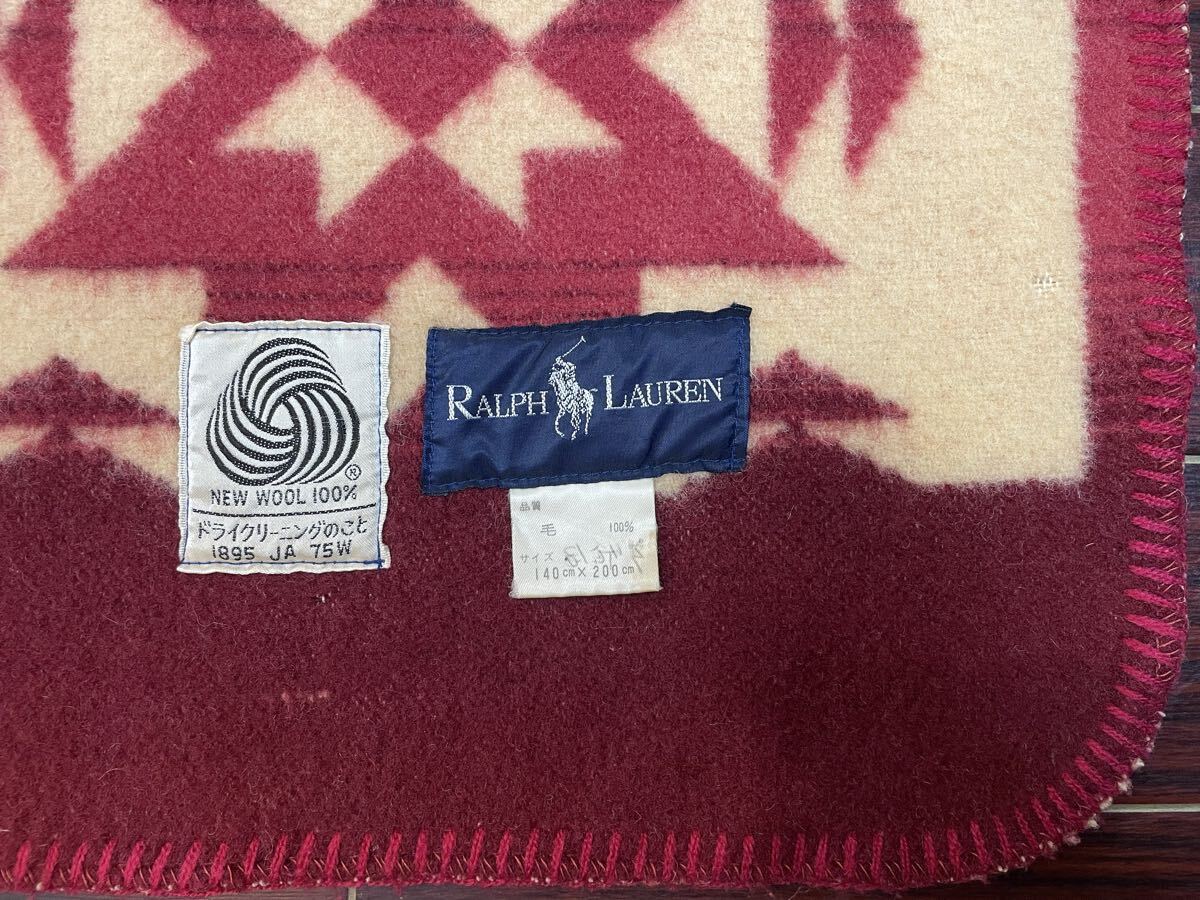 NEW WOOL 100%
ドライクリーニングのこと
1895 JA 75W
RALPH LAUREN
品質
毛 100%
サイズ
140cm×200cm